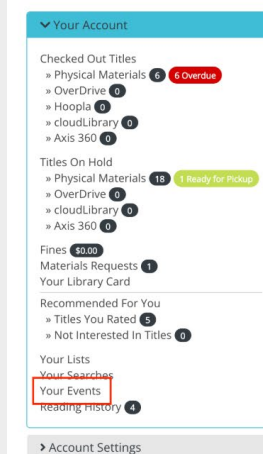 Your Account
Checked Out Titles
» Physical Materials 6 6 Overdue
» OverDrive 0
» Hoopla 0
» cloudLibrary 0
» Axis 360 0
Titles On Hold
» Physical Materials 18 1 Ready for Pickup
» OverDrive 0
» cloudLibrary 0
» Axis 360 0
Fines $0.00
Materials Requests 1
Your Library Card
Recommended For You
» Titles You Rated 5
» Not Interested In Titles 0
Your Lists
Your Searches
Your Events
Reading History 4
Account Settings